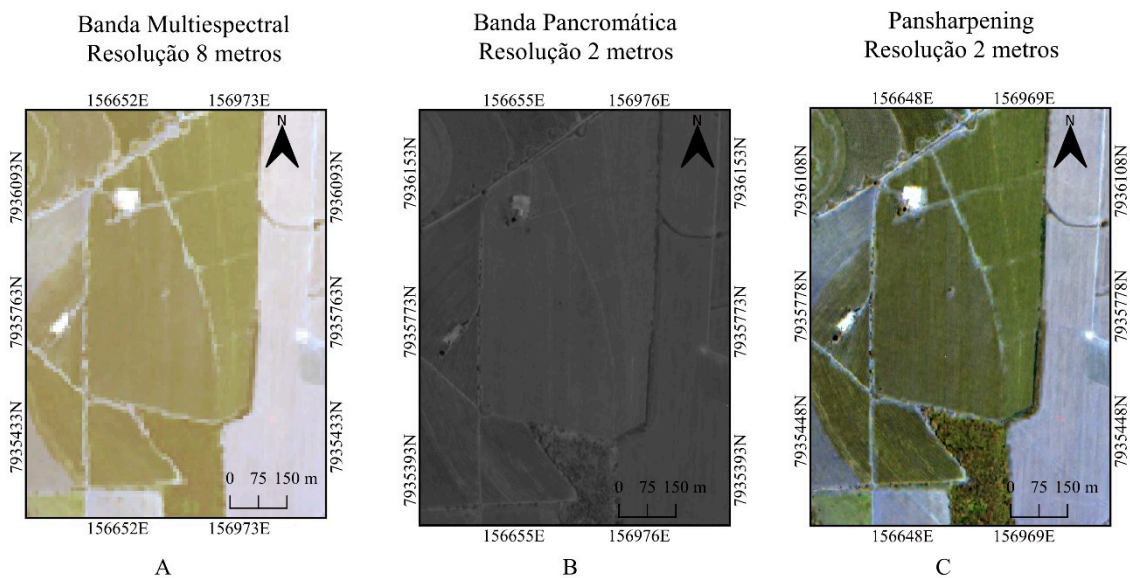 Banda Multiespectral
Resolução 8 metros
156652E 156973E
N
7936093N
7936093N
7935763N
7935763N
7935433N
7935433N
0 75 150 m
156652E 156973E
A
Banda Pancromática
Resolução 2 metros
156655E 156976E
N
7936153N
7936153N
7935773N
7935773N
7935393N
7935393N
0 75 150 m
156655E 156976E
B
Pansharpening
Resolução 2 metros
156648E 156969E
N
7936108N
7936108N
7935778N
7935778N
7935448N
7935448N
0 75 150 m
156648E 156969E
C